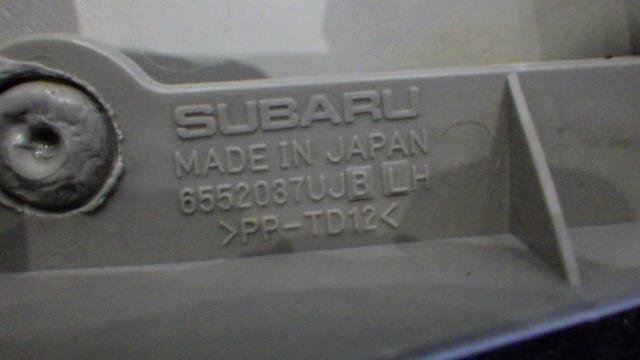 SUBARU
MADE IN JAPAN
6552037UJB LH
>PP-TD12<